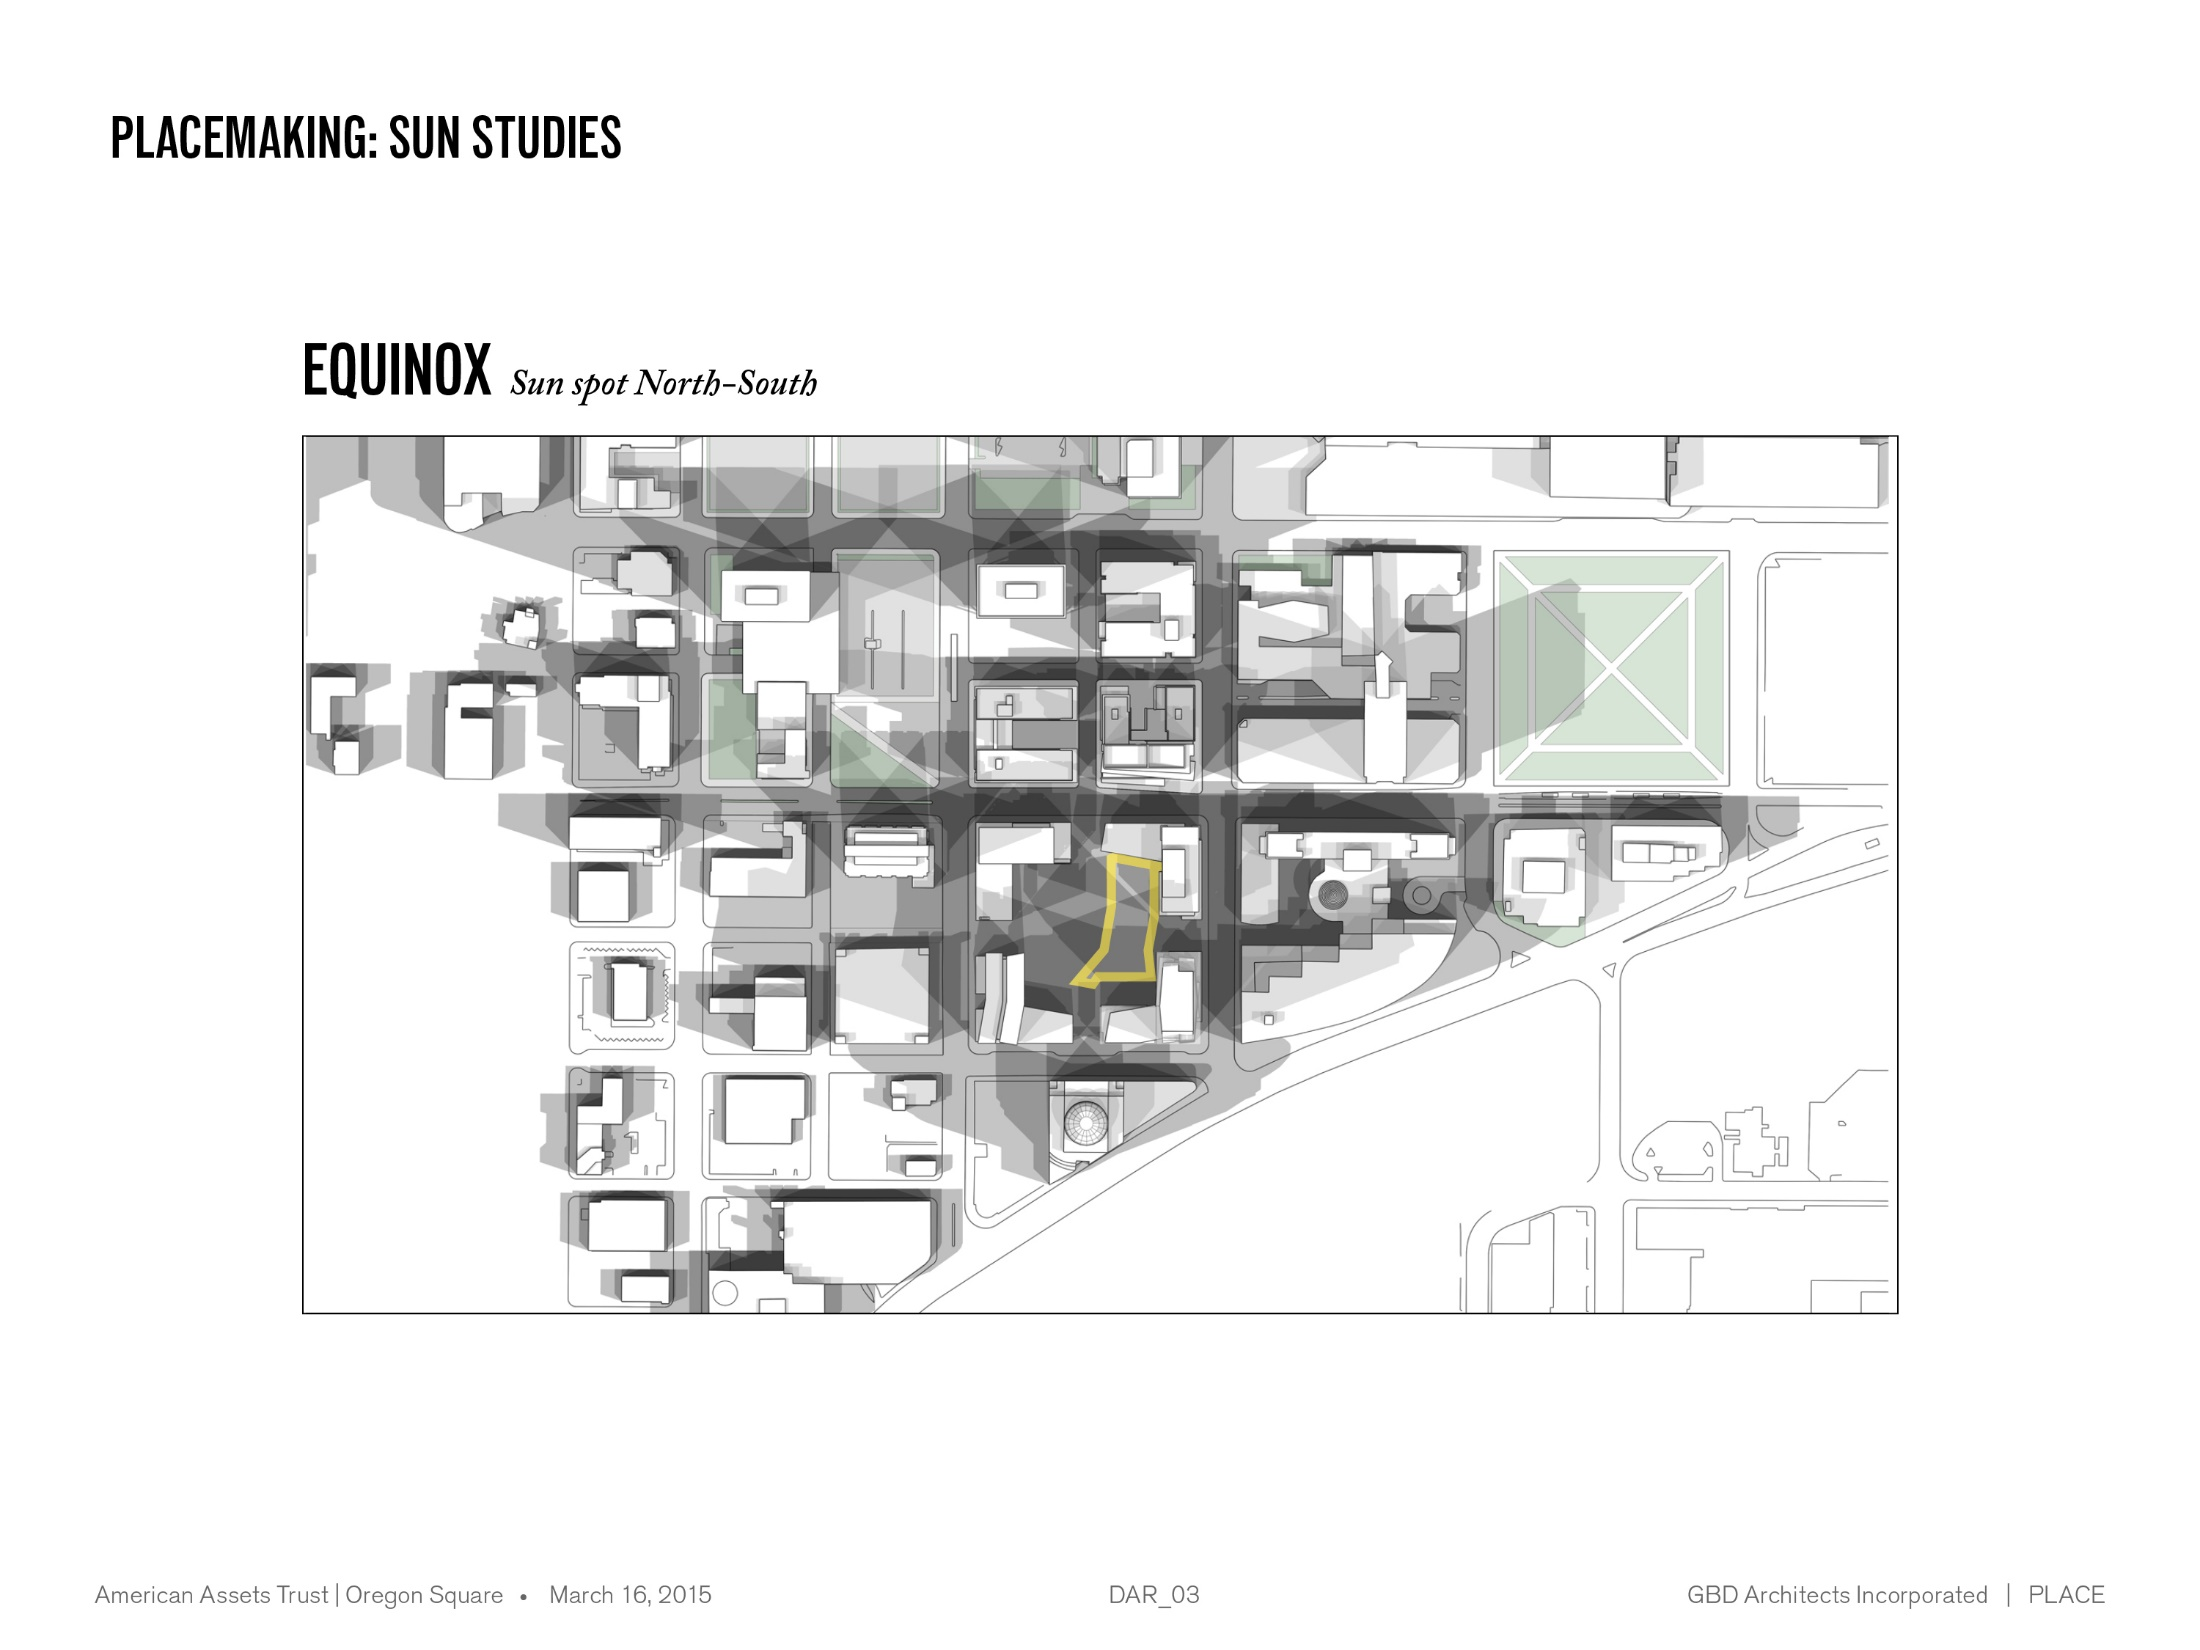 PLACEMAKING: SUN STUDIES
EQUINOX Sun spot North-South
American Assets Trust | Oregon Square • March 16, 2015
DAR_03
GBD Architects Incorporated | PLACE